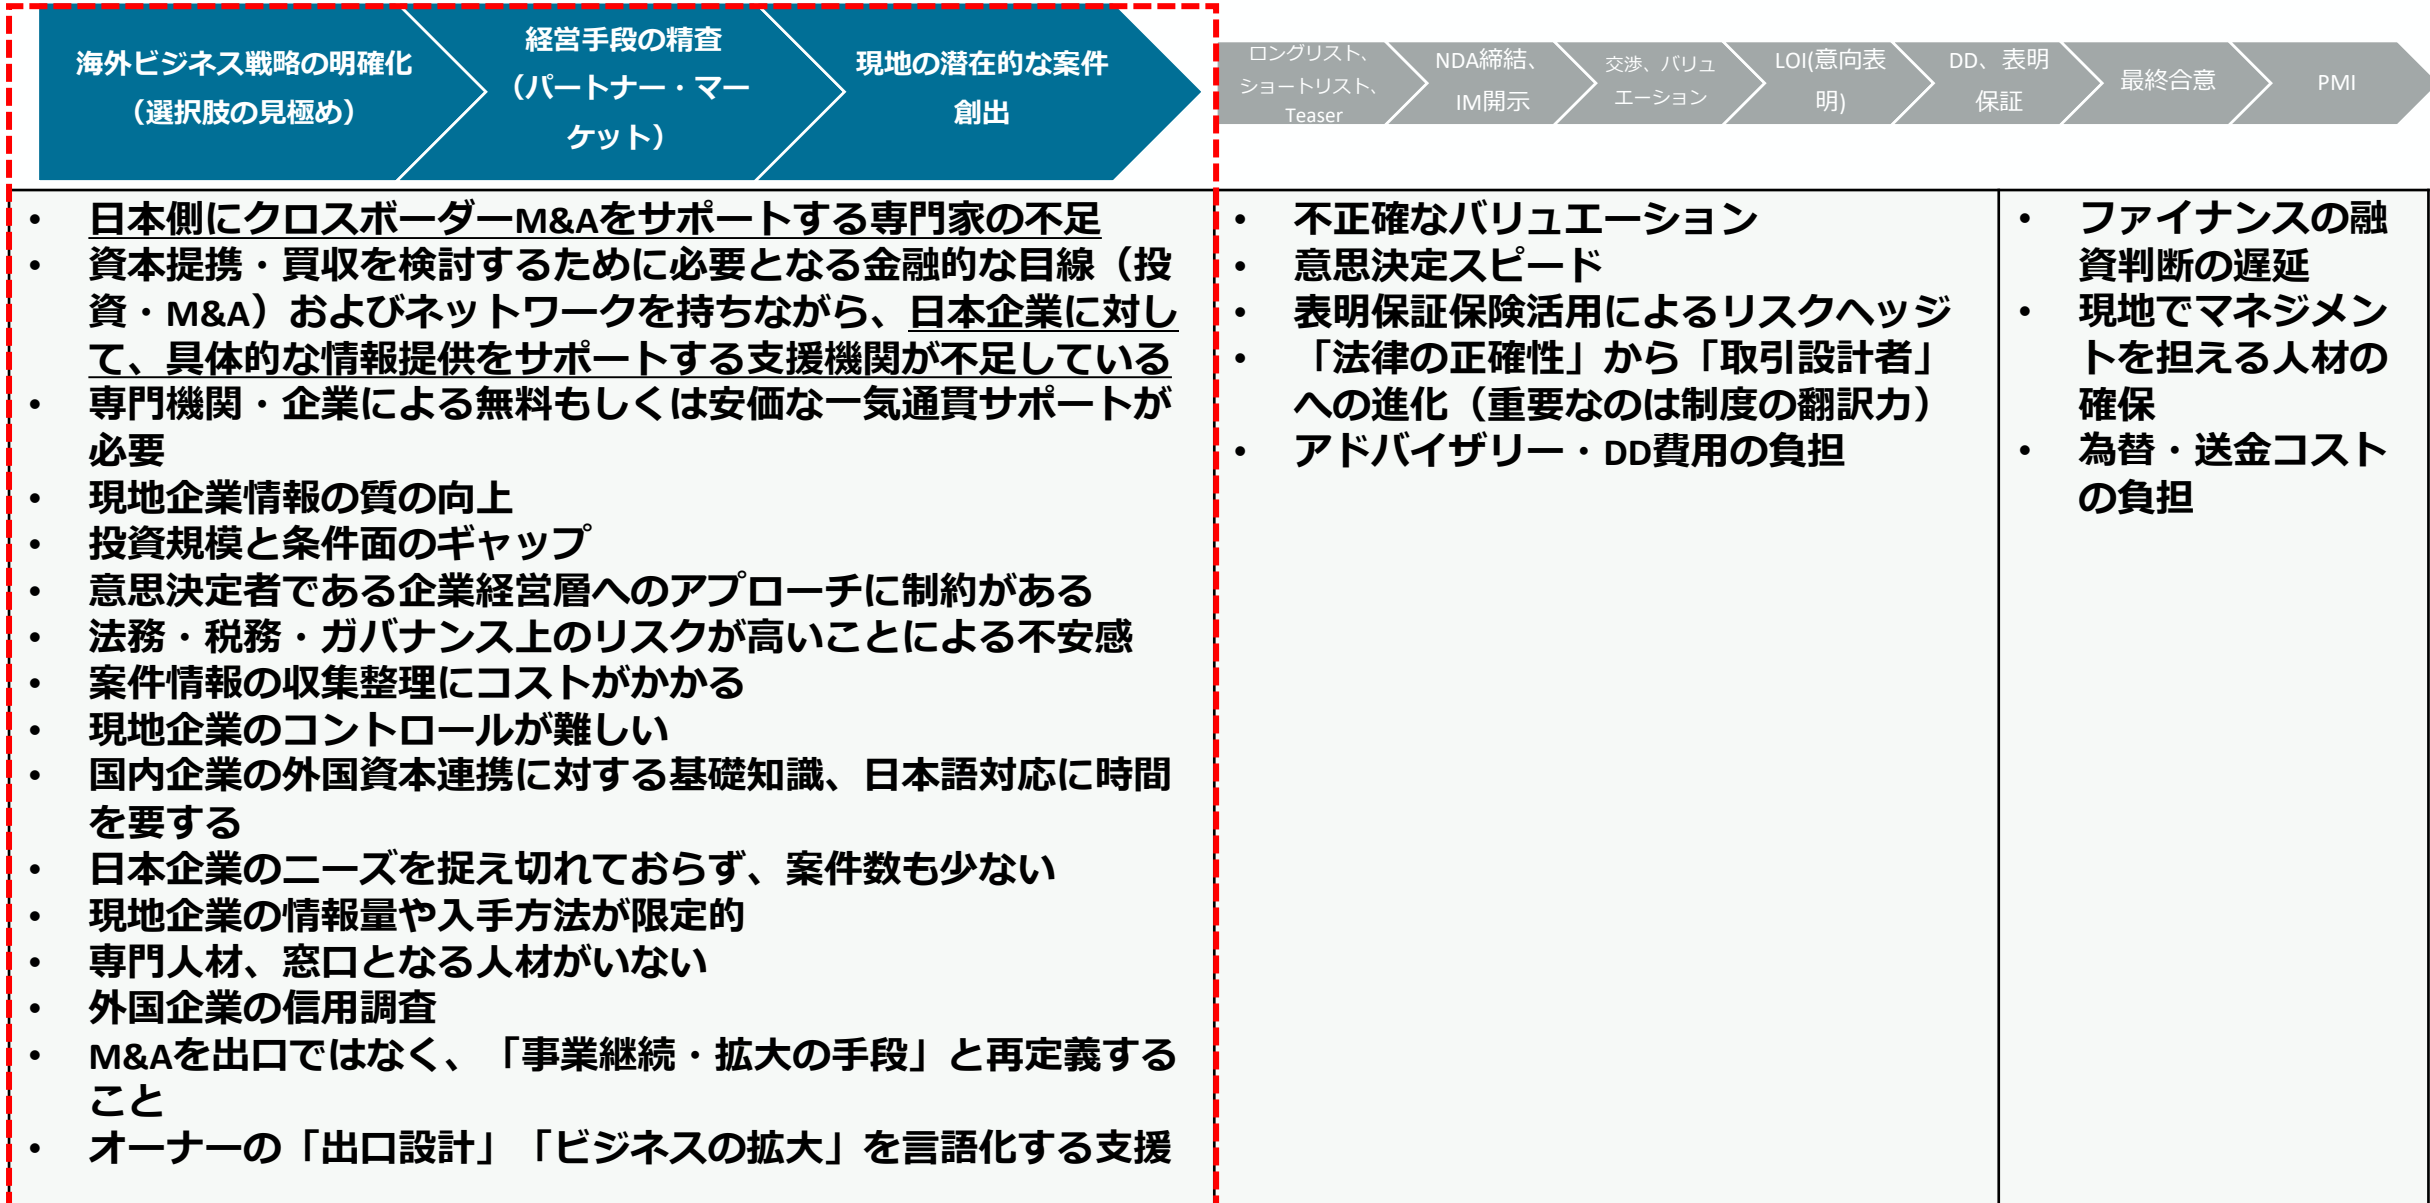 海外ビジネス戦略の明確化
（選択肢の見極め）
経営手段の精査
（パートナー・マー
ケット）
現地の潜在的な案件
創出
ロングリスト、
ショートリスト、
Teaser
NDA締結、
IM開示
交渉、バリュ
エーション
LOI(意向表
明)
DD、表明
保証
最終合意
PMI
• 日本側にクロスボーダーM&Aをサポートする専門家の不足
• 資本提携・買収を検討するために必要となる金融的な目線（投
資・M&A）およびネットワークを持ちながら、日本企業に対し
て、具体的な情報提供をサポートする支援機関が不足している
• 専門機関・企業による無料もしくは安価な一気通貫サポートが
必要
• 現地企業情報の質の向上
• 投資規模と条件面のギャップ
• 意思決定者である企業経営層へのアプローチに制約がある
• 法務・税務・ガバナンス上のリスクが高いことによる不安感
• 案件情報の収集整理にコストがかかる
• 現地企業のコントロールが難しい
• 国内企業の外国資本連携に対する基礎知識、日本語対応に時間
を要する
• 日本企業のニーズを捉え切れておらず、案件数も少ない
• 現地企業の情報量や入手方法が限定的
• 専門人材、窓口となる人材がいない
• 外国企業の信用調査
• M&Aを出口ではなく、「事業継続・拡大の手段」と再定義する
こと
• オーナーの「出口設計」「ビジネスの拡大」を言語化する支援
• 不正確なバリュエーション
• 意思決定スピード
• 表明保証保険活用によるリスクヘッジ
• 「法律の正確性」から「取引設計者」
への進化（重要なのは制度の翻訳力）
• アドバイザリー・DD費用の負担
• ファイナンスの融
資判断の遅延
• 現地でマネジメン
トを担える人材の
確保
• 為替・送金コスト
の負担